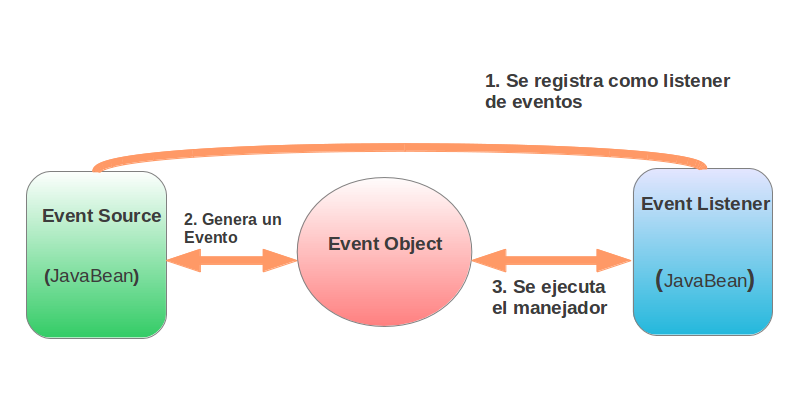 1. Se registra como listener
de eventos
Event Source
(JavaBean)
2. Genera un
Evento
Event Object
3. Se ejecuta
el manejador
Event Listener
(JavaBean)